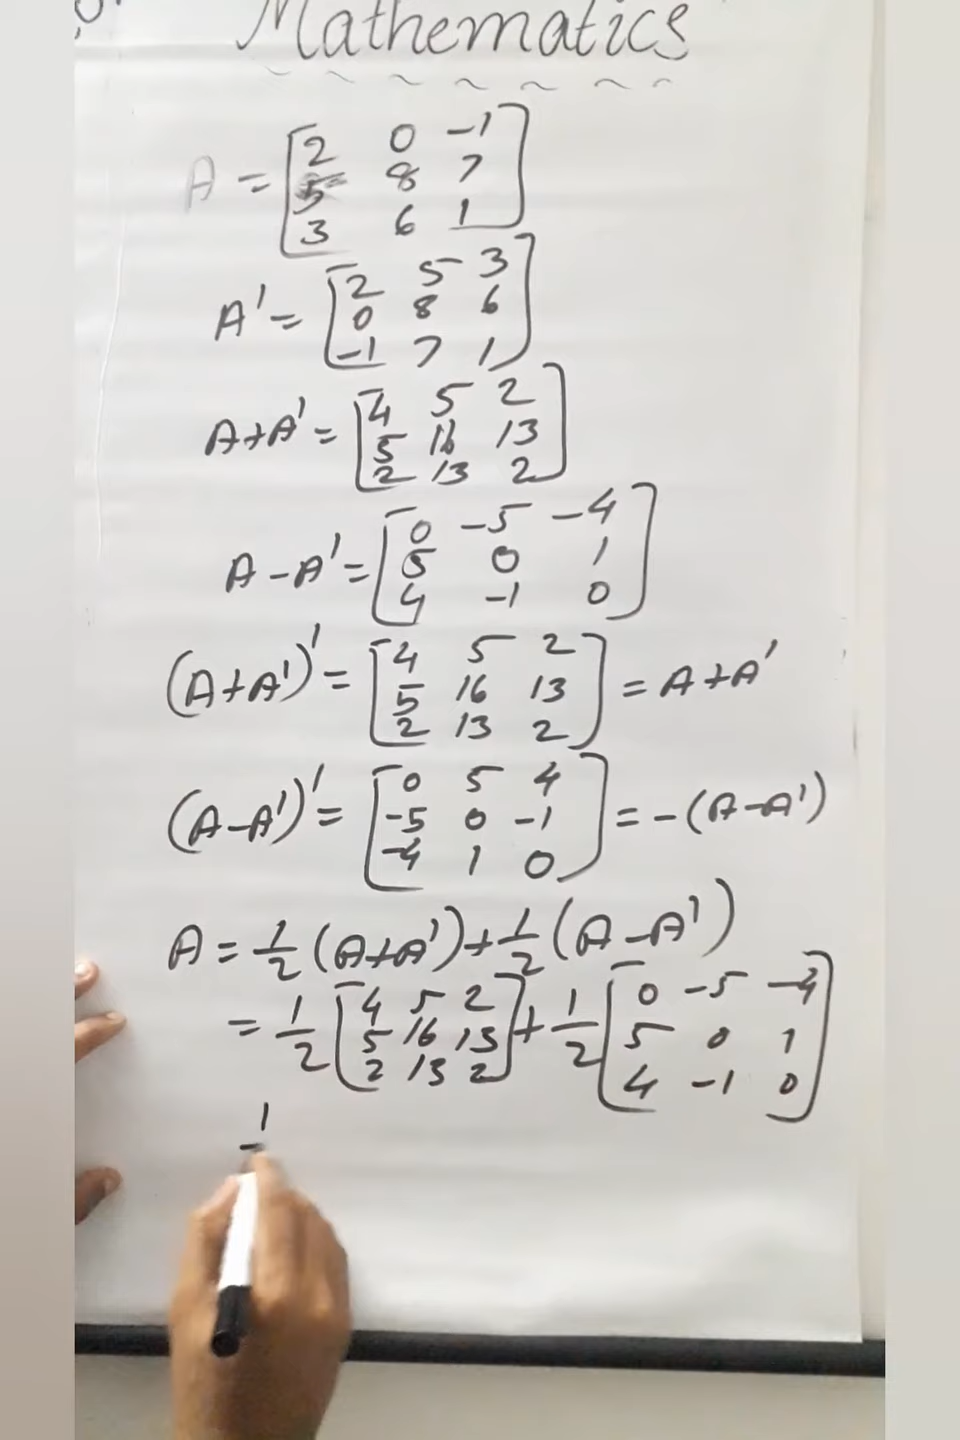 Mathematics
A = [2 0 -1
5 8 7
3 6 1]
A' = [2 5 3
0 8 6
-1 7 1]
A+A' = [4 5 2
5 16 13
2 13 2]
A-A' = [0 -5 -4
5 0 1
4 -1 0]
(A+A')' = [4 5 2
5 16 13
2 13 2] = A+A'
(A-A')' = [0 5 4
-5 0 -1
-4 1 0] = -(A-A')
A = 1/2 (A+A') + 1/2 (A-A')
= 1/2 [4 5 2
5 16 13
2 13 2] + 1/2 [0 -5 -4
5 0 1
4 -1 0]
1